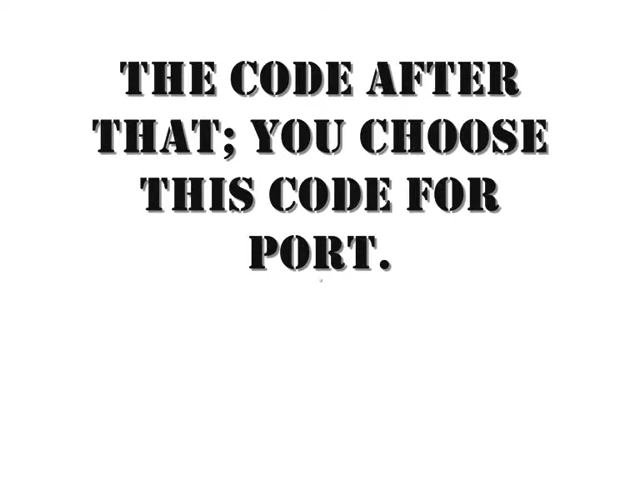 THE CODE AFTER
THAT; YOU CHOOSE
THIS CODE FOR
PORT.